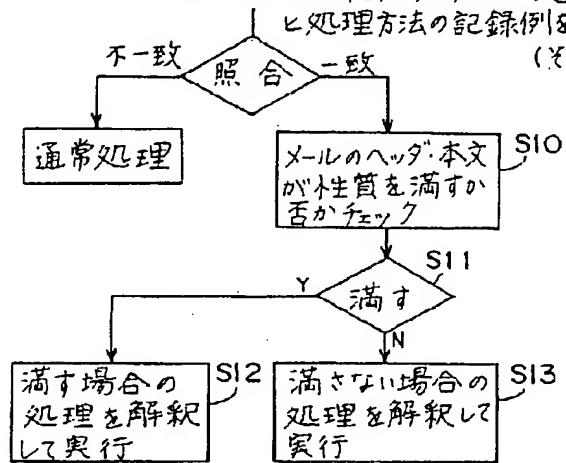 と処理方法の記録例を
(そ
不一致
照合
一致
通常処理
S10
メールのヘッダ・本文
が性質を満すか
否かチェック
S11
Y
満す
N
S12
満す場合の
処理を解釈
して実行
S13
満さない場合の
処理を解釈して
実行